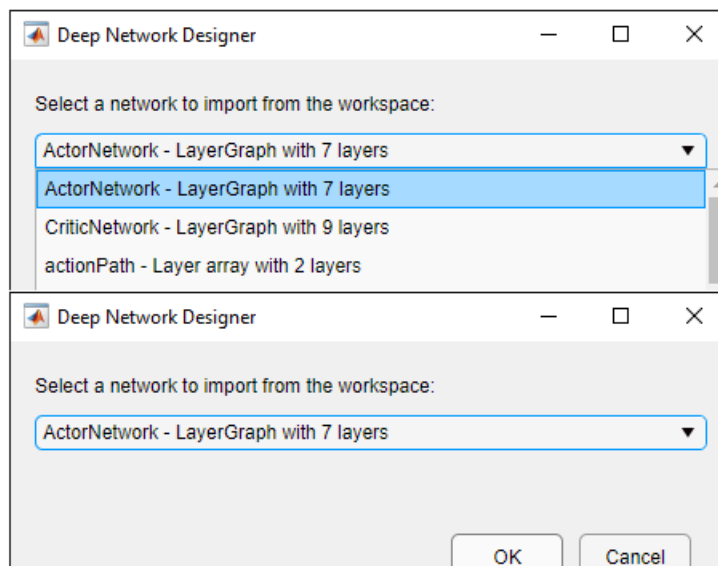 Deep Network Designer
Select a network to import from the workspace:
ActorNetwork - LayerGraph with 7 layers
ActorNetwork - LayerGraph with 7 layers
CriticNetwork - LayerGraph with 9 layers
actionPath - Layer array with 2 layers
Deep Network Designer
Select a network to import from the workspace:
ActorNetwork - LayerGraph with 7 layers
OK Cancel